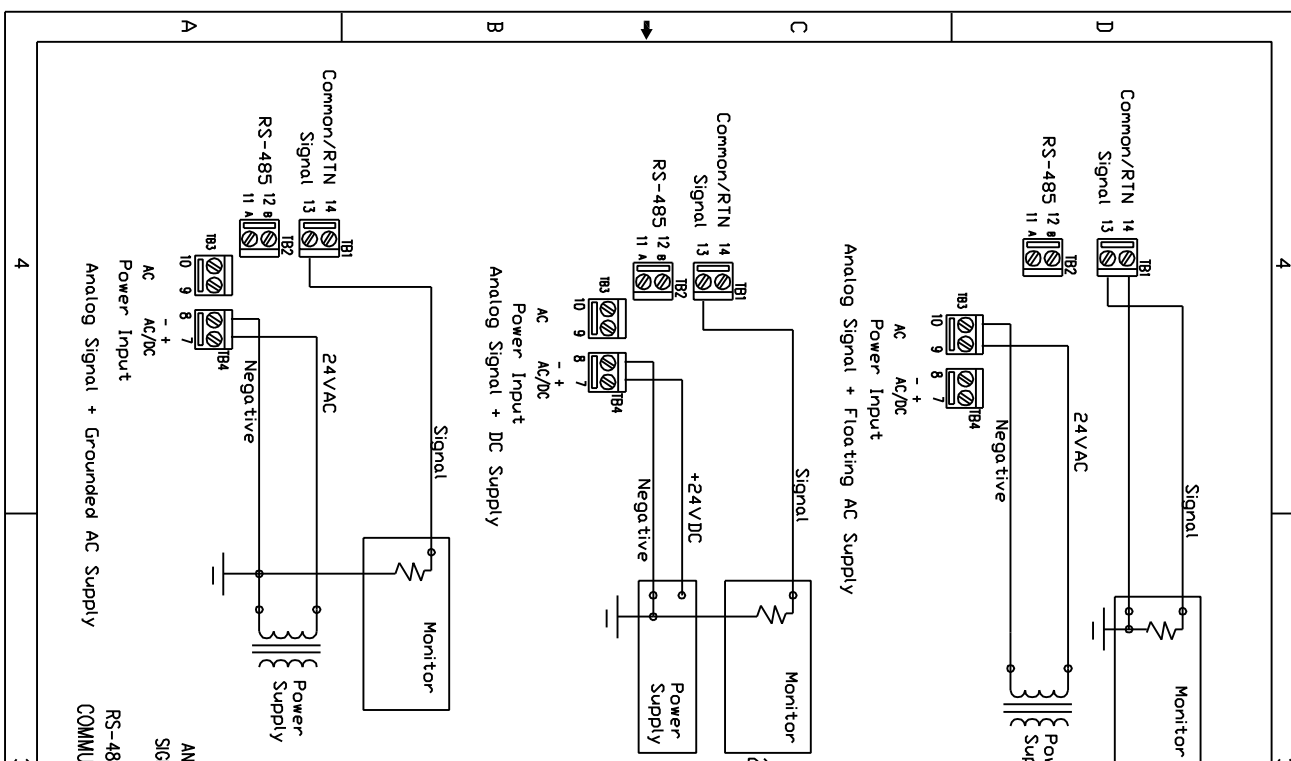 4
4
D
Common/RTN 14
Signal 13
TB1
RS-485 12 B
11 A
TB2
Signal
Monitor
24VAC
Negative
TB3
10
9
8
7
TB4
AC
AC/DC
- +
Power Input
Analog Signal + Floating AC Supply
C
Common/RTN 14
Signal 13
TB1
RS-485 12 B
11 A
TB2
Signal
Monitor
+24VDC
Negative
Power
Supply
TB3
10
9
8
7
TB4
AC
AC/DC
- +
Power Input
Analog Signal + DC Supply
B
Common/RTN 14
Signal 13
TB1
RS-485 12 B
11 A
TB2
Signal
Monitor
24VAC
Negative
Power
Supply
TB3
10
9
8
7
TB4
AC
AC/DC
- +
Power Input
Analog Signal + Grounded AC Supply
A
AN
SIG
RS-48
COMMU